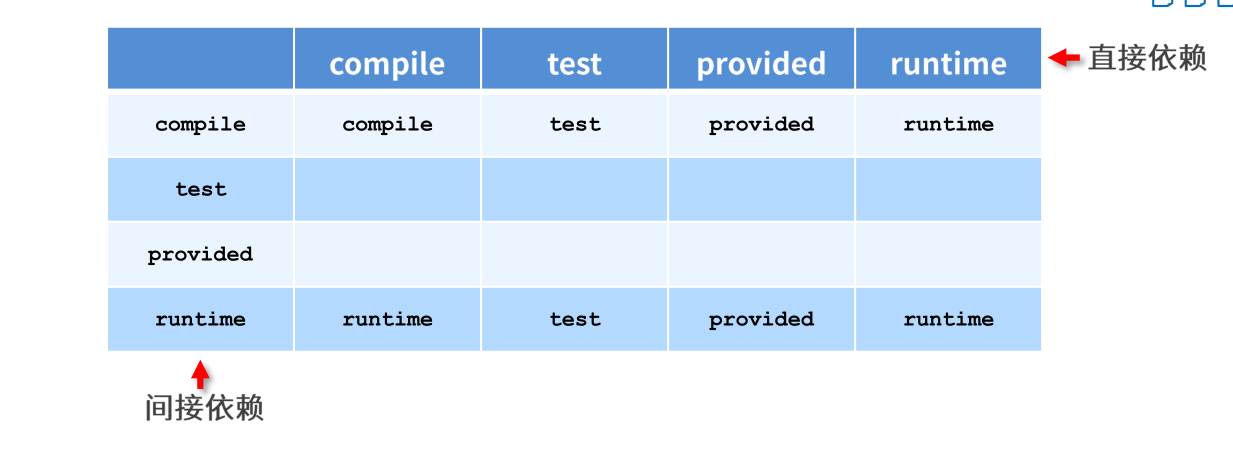 compile test provided runtime 直接依赖
compile compile test provided runtime
test
provided
runtime runtime test provided runtime
间接依赖